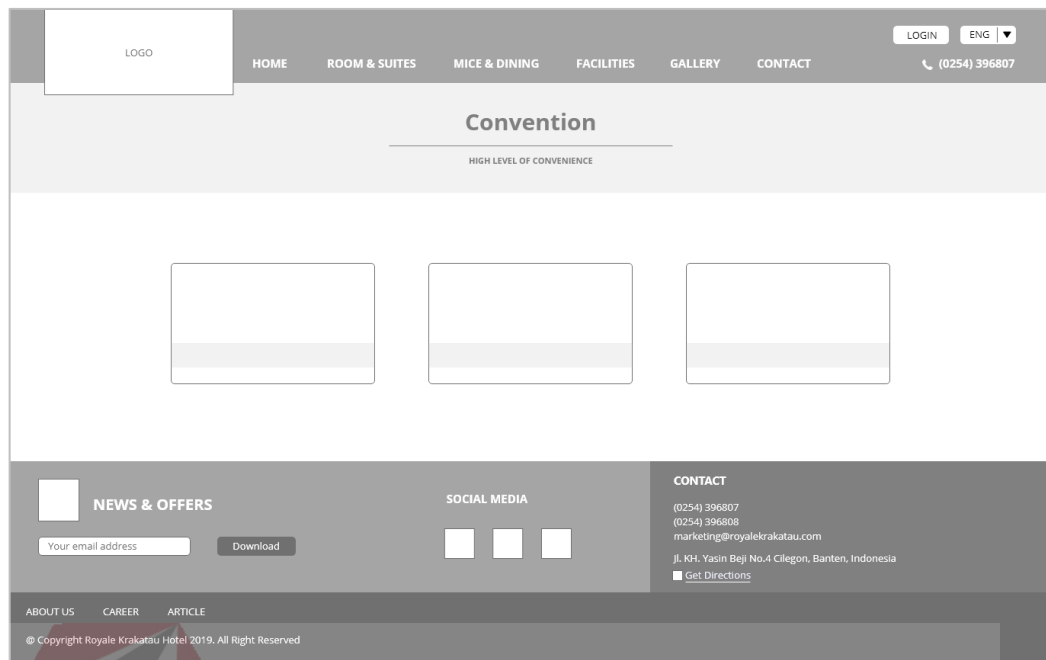 LOGO
LOGIN
ENG
HOME
ROOM & SUITES
MICE & DINING
FACILITIES
GALLERY
CONTACT
(0254) 396807
Convention
HIGH LEVEL OF CONVENIENCE
NEWS & OFFERS
Your email address
Download
SOCIAL MEDIA
CONTACT
(0254) 396807
(0254) 396808
marketing@royalekrakatau.com
Jl. KH. Yasin Beji No.4 Cilegon, Banten, Indonesia
Get Directions
ABOUT US
CAREER
ARTICLE
@ Copyright Royale Krakatau Hotel 2019. All Right Reserved